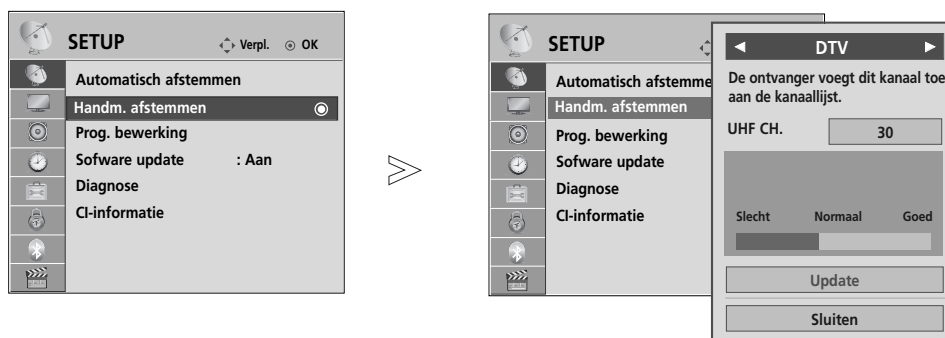 SETUP Verpl. OK
Automatisch afstemmen
Handm. afstemmen
Prog. bewerking
Sofware update : Aan
Diagnose
CI-informatie
SETUP
Automatisch afstemme
Handm. afstemmen
Prog. bewerking
Sofware update
Diagnose
CI-informatie
◄ DTV ►
De ontvanger voegt dit kanaal toe
aan de kanaallijst.
UHF CH. 30
Slecht Normaal Goed
Update
Sluiten